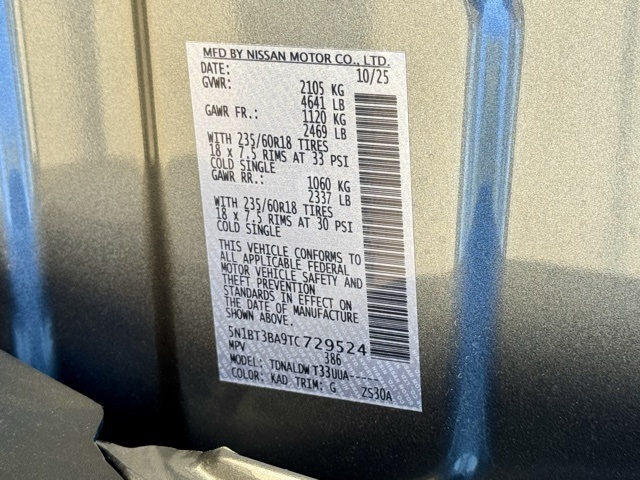 MFD BY NISSAN MOTOR CO., LTD.
DATE: 10/25
GVWR: 2105 KG
4641 LB
GAWR FR.: 1120 KG
2469 LB
WITH 235/60R18 TIRES
18 x 7.5 RIMS AT 33 PSI
COLD SINGLE
GAWR RR.: 1060 KG
2337 LB
WITH 235/60R18 TIRES
18 x 7.5 RIMS AT 30 PSI
COLD SINGLE
THIS VEHICLE CONFORMS TO
ALL APPLICABLE FEDERAL
MOTOR VEHICLE SAFETY AND
THEFT PREVENTION
STANDARDS IN EFFECT ON
THE DATE OF MANUFACTURE
SHOWN ABOVE.
5N1BT3BA9TC729524
MPV 386
MODEL: TDNALDWT33UUA-----
COLOR: KAD TRIM: G ZS30A